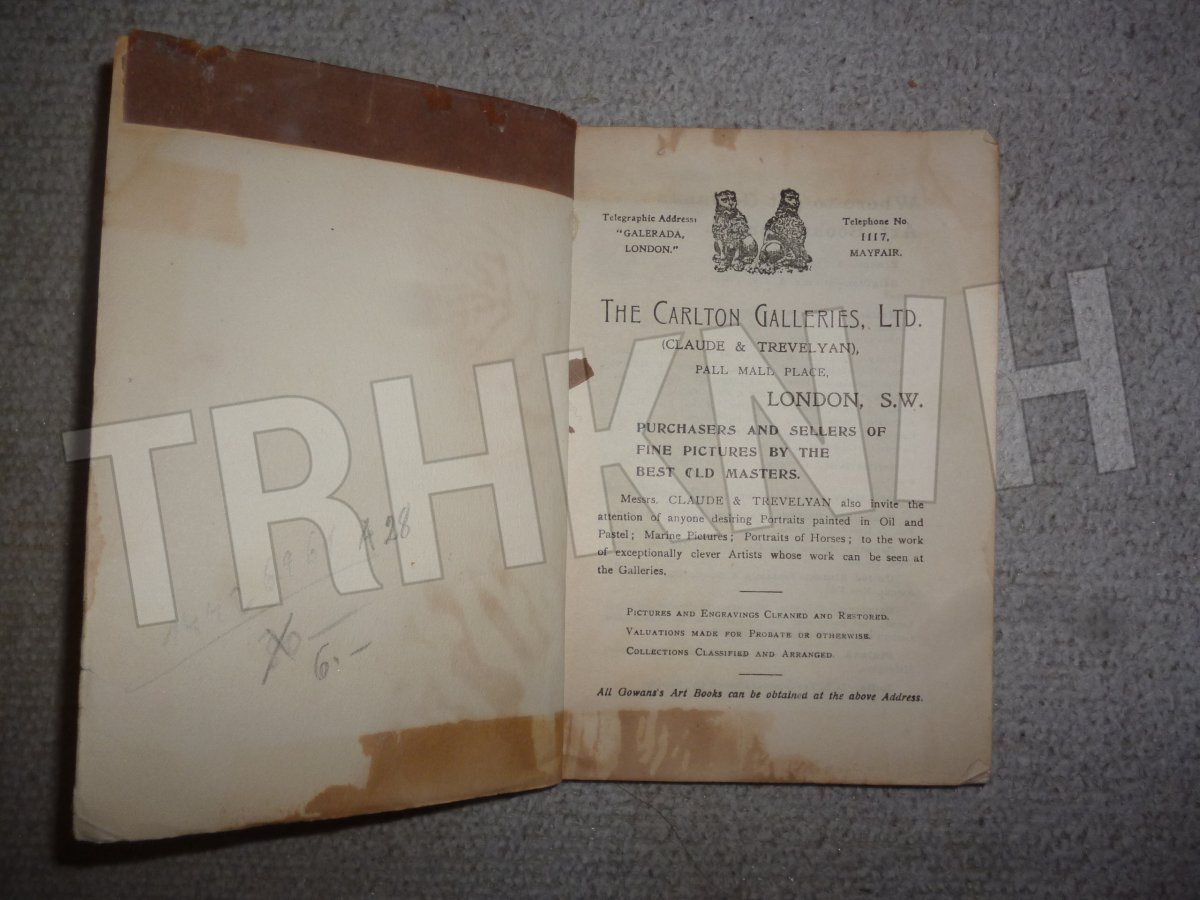 A 28
6.-
Telegraphic Address:
"GALERADA,
LONDON."
Telephone No.
1117,
MAYFAIR.
THE CARLTON GALLERIES, LTD.
(CLAUDE & TREVELYAN),
PALL MALL PLACE,
LONDON, S.W.
PURCHASERS AND SELLERS OF
FINE PICTURES BY THE
BEST OLD MASTERS.
Messrs. CLAUDE & TREVELYAN also invite the
attention of anyone desiring Portraits painted in Oil and
Pastel; Marine Pictures; Portraits of Horses; to the work
of exceptionally clever Artists whose work can be seen at
the Galleries.
PICTURES AND ENGRAVINGS CLEANED AND RESTORED.
VALUATIONS MADE FOR PROBATE OR OTHERWISE.
COLLECTIONS CLASSIFIED AND ARRANGED.
All Gowans's Art Books can be obtained at the above Address.
TRHKNIH